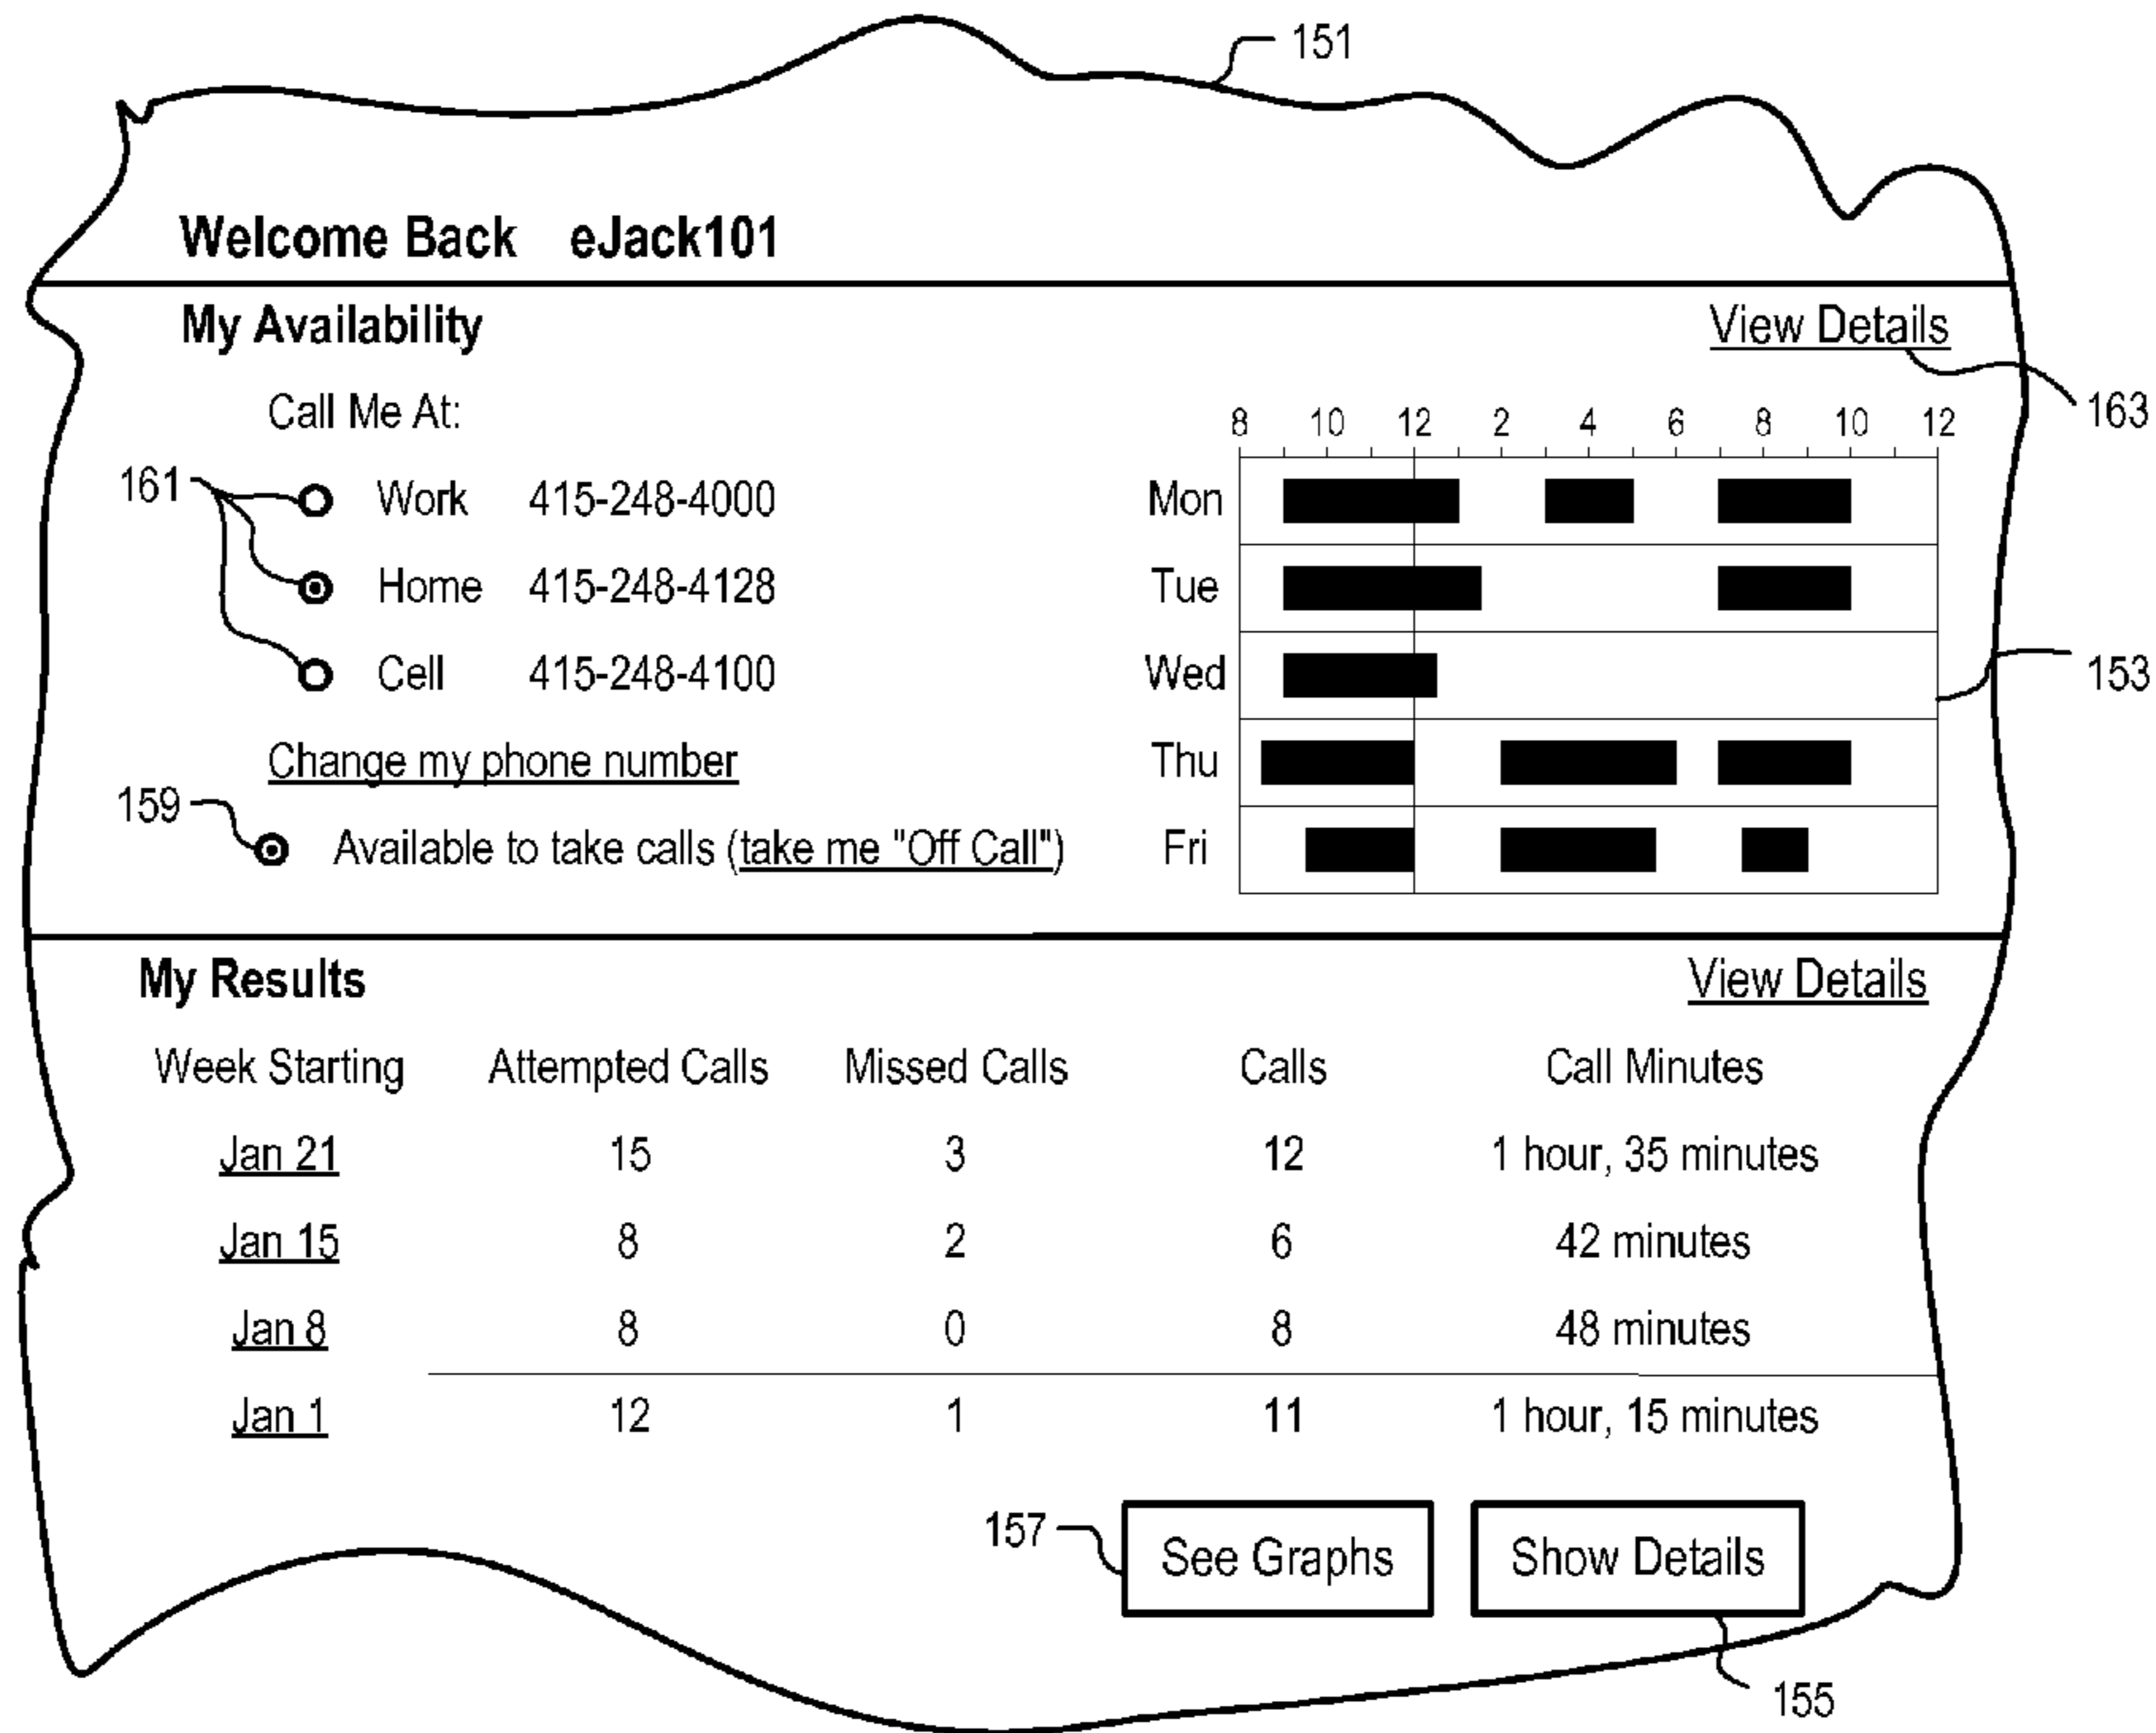 151
Welcome Back eJack101
My Availability View Details
163
Call Me At:
8 10 12 2 4 6 8 10 12
161 Work 415-248-4000 Mon
Home 415-248-4128 Tue
Cell 415-248-4100 Wed
153
Change my phone number Thu
159
Available to take calls (take me "Off Call") Fri
My Results View Details
Week Starting Attempted Calls Missed Calls Calls Call Minutes
Jan 21 15 3 12 1 hour, 35 minutes
Jan 15 8 2 6 42 minutes
Jan 8 8 0 8 48 minutes
Jan 1 12 1 11 1 hour, 15 minutes
157 See Graphs Show Details
155